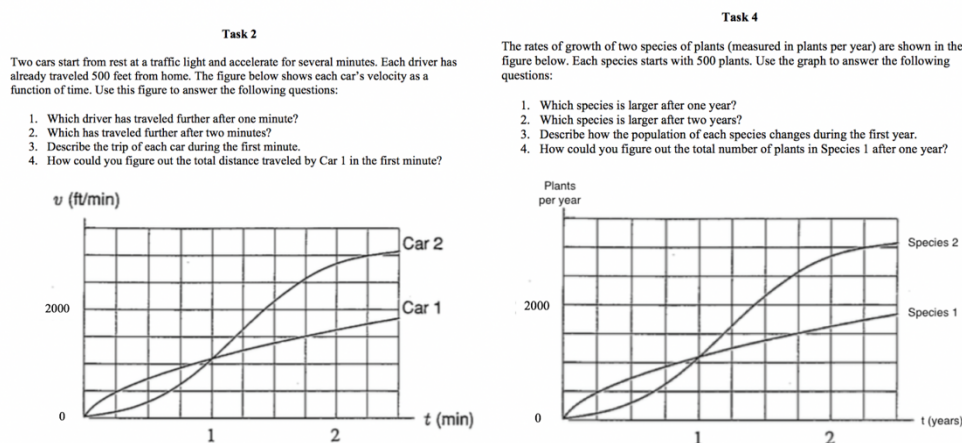 Task 2
Two cars start from rest at a traffic light and accelerate for several minutes. Each driver has
already traveled 500 feet from home. The figure below shows each car's velocity as a
function of time. Use this figure to answer the following questions:
1. Which driver has traveled further after one minute?
2. Which has traveled further after two minutes?
3. Describe the trip of each car during the first minute.
4. How could you figure out the total distance traveled by Car 1 in the first minute?
υ (ft/min)
Car 2
2000
Car 1
0
t (min)
1
2
Task 4
The rates of growth of two species of plants (measured in plants per year) are shown in the
figure below. Each species starts with 500 plants. Use the graph to answer the following
questions:
1. Which species is larger after one year?
2. Which species is larger after two years?
3. Describe how the population of each species changes during the first year.
4. How could you figure out the total number of plants in Species 1 after one year?
Plants
per year
Species 2
2000
Species 1
0
t (years)
1
2